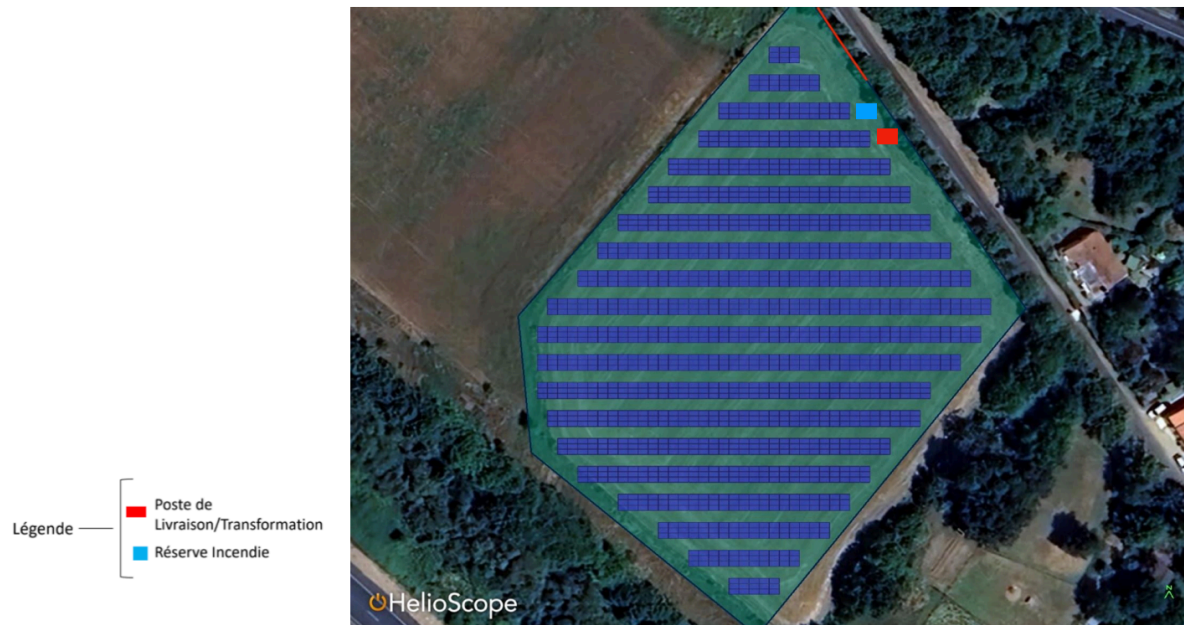 Légende
Poste de
Livraison/Transformation
Réserve Incendie
HelioScope
N